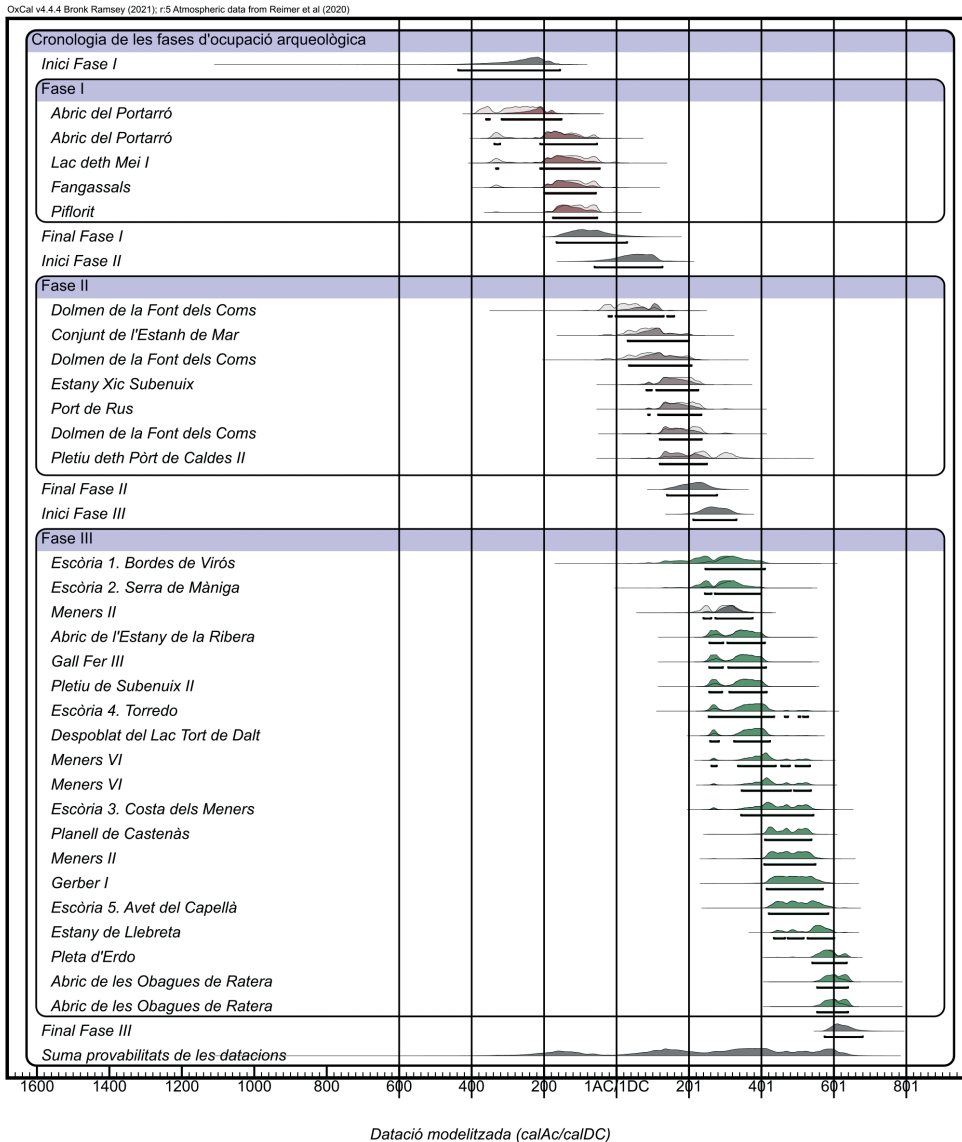 OxCal v4.4.4 Bronk Ramsey (2021); r:5 Atmospheric data from Reimer et al (2020)
Cronologia de les fases d'ocupació arqueològica
Inici Fase I
Fase I
Abric del Portarró
Abric del Portarró
Lac deth Mei I
Fangassals
Piflorit
Final Fase I
Inici Fase II
Fase II
Dolmen de la Font dels Coms
Conjunt de l'Estanh de Mar
Dolmen de la Font dels Coms
Estany Xic Subenuix
Port de Rus
Dolmen de la Font dels Coms
Pletiu deth Pòrt de Caldes II
Final Fase II
Inici Fase III
Fase III
Escòria 1. Bordes de Virós
Escòria 2. Serra de Màniga
Meners II
Abric de l'Estany de la Ribera
Gall Fer III
Pletiu de Subenuix II
Escòria 4. Torredo
Despoblat del Lac Tort de Dalt
Meners VI
Meners VI
Escòria 3. Costa dels Meners
Planell de Castenàs
Meners II
Gerber I
Escòria 5. Avet del Capellà
Estany de Llebreta
Pleta d'Erdo
Abric de les Obagues de Ratera
Abric de les Obagues de Ratera
Final Fase III
Suma provabilitats de les datacions
1600 1400 1200 1000 800 600 400 200 1AC/1DC 201 401 601 801
Datació modelitzada (calAc/calDC)